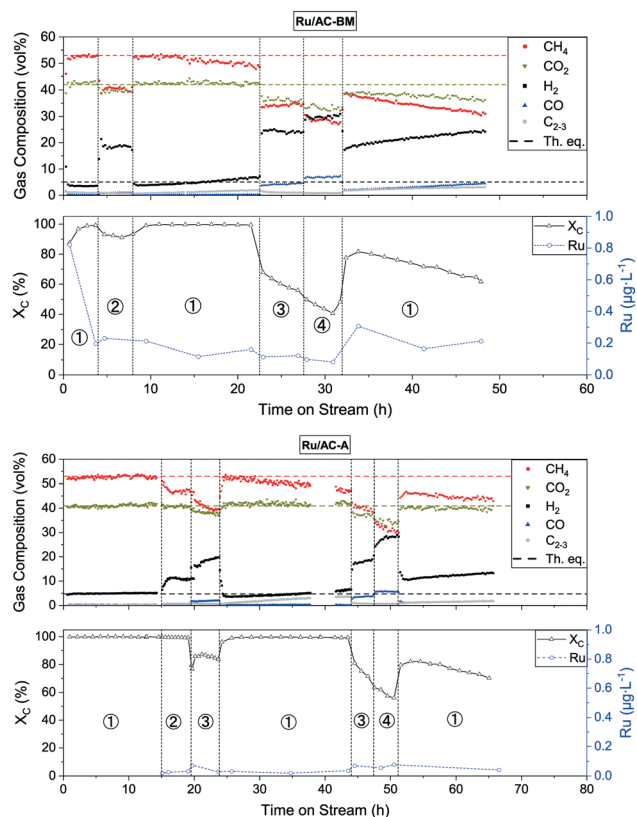 Ru/AC-BM
Gas Composition (vol%)
60
50
40
30
20
10
0
CH4
CO2
H2
CO
C2-3
Th. eq.
XC (%)
100
80
60
40
20
0
① ② ① ③ ④ ①
XC
Ru
1.0
0.8
0.6
0.4
0.2
0.0
Ru (µg·L-1)
0 10 20 30 40 50 60
Time on Stream (h)
Ru/AC-A
Gas Composition (vol%)
60
50
40
30
20
10
0
CH4
CO2
H2
CO
C2-3
Th. eq.
XC (%)
100
80
60
40
20
0
① ② ③ ① ③ ④ ①
XC
Ru
1.0
0.8
0.6
0.4
0.2
0.0
Ru (µg·L-1)
0 10 20 30 40 50 60 70 80
Time on Stream (h)